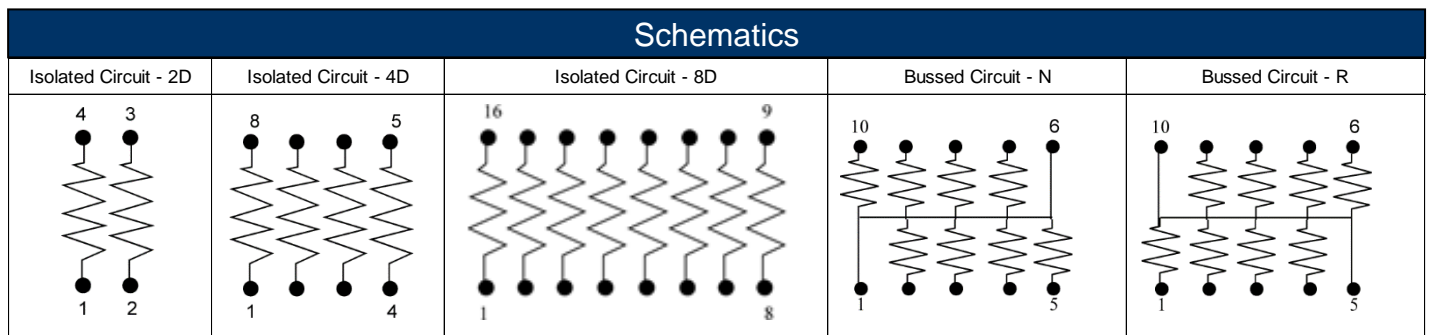 Schematics
Isolated Circuit - 2D
Isolated Circuit - 4D
Isolated Circuit - 8D
Bussed Circuit - N
Bussed Circuit - R
4 3
8 5
16 9
10 6
10 6
1 2
1 4
1 8
1 5
1 5